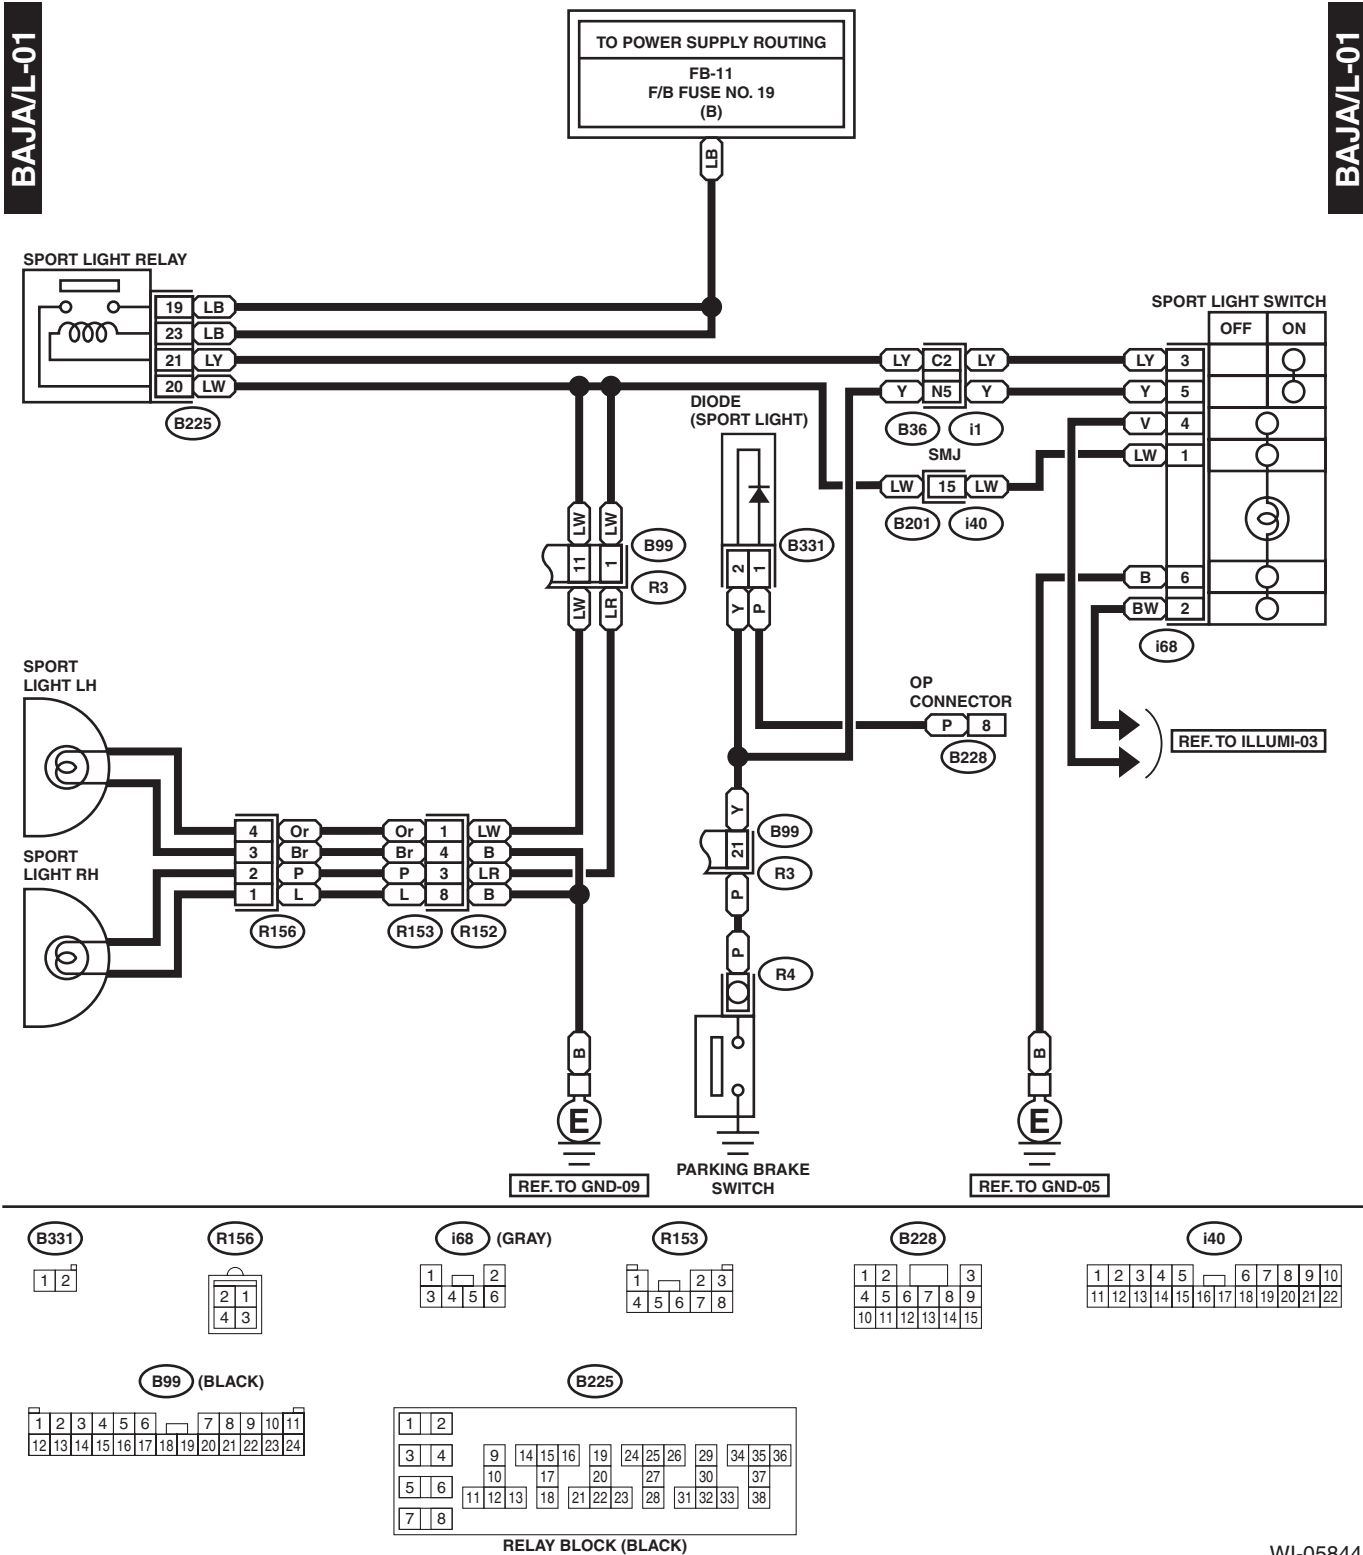 BAJA/L-01
BAJA/L-01
TO POWER SUPPLY ROUTING
FB-11
F/B FUSE NO. 19
(B)
LB
SPORT LIGHT RELAY
19 LB
23 LB
21 LY
20 LW
B225
SPORT LIGHT SWITCH
OFF ON
LY C2 LY
LY 3
Y N5 Y
Y 5
B36 i1
V 4
SMJ
LW 1
LW 15 LW
B201 i40
B 6
BW 2
i68
DIODE
(SPORT LIGHT)
B331
2 1
Y P
LW LW
B99
11 1
R3
LW LR
OP
CONNECTOR
P 8
B228
REF. TO ILLUMI-03
SPORT
LIGHT LH
SPORT
LIGHT RH
4 Or Or 1 LW
3 Br Br 4 B
2 P P 3 LR
1 L L 8 B
R156 R153 R152
Y
B99
21
R3
P
P
R4
B
E
REF. TO GND-09
PARKING BRAKE
SWITCH
B
E
REF. TO GND-05
B331
1 2
R156
2 1
4 3
i68 (GRAY)
1 2
3 4 5 6
R153
1 2 3
4 5 6 7 8
B228
1 2 3
4 5 6 7 8 9
10 11 12 13 14 15
i40
1 2 3 4 5 6 7 8 9 10
11 12 13 14 15 16 17 18 19 20 21 22
B99 (BLACK)
1 2 3 4 5 6 7 8 9 10 11
12 13 14 15 16 17 18 19 20 21 22 23 24
B225
1 2
3 4 9 14 15 16 19 24 25 26 29 34 35 36
10 17 20 27 30 37
5 6 11 12 13 18 21 22 23 28 31 32 33 38
7 8
RELAY BLOCK (BLACK)
WI-05844